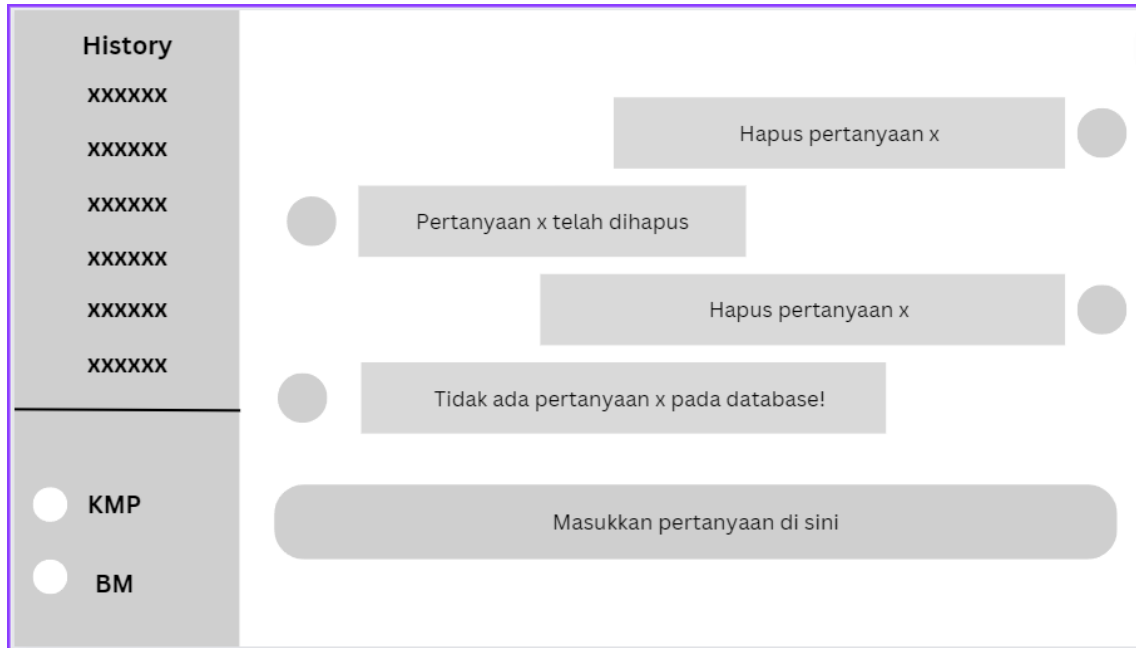 History
xxxxxx
xxxxxx
xxxxxx
xxxxxx
xxxxxx
xxxxxx
KMP
BM
Hapus pertanyaan x
Pertanyaan x telah dihapus
Hapus pertanyaan x
Tidak ada pertanyaan x pada database!
Masukkan pertanyaan di sini